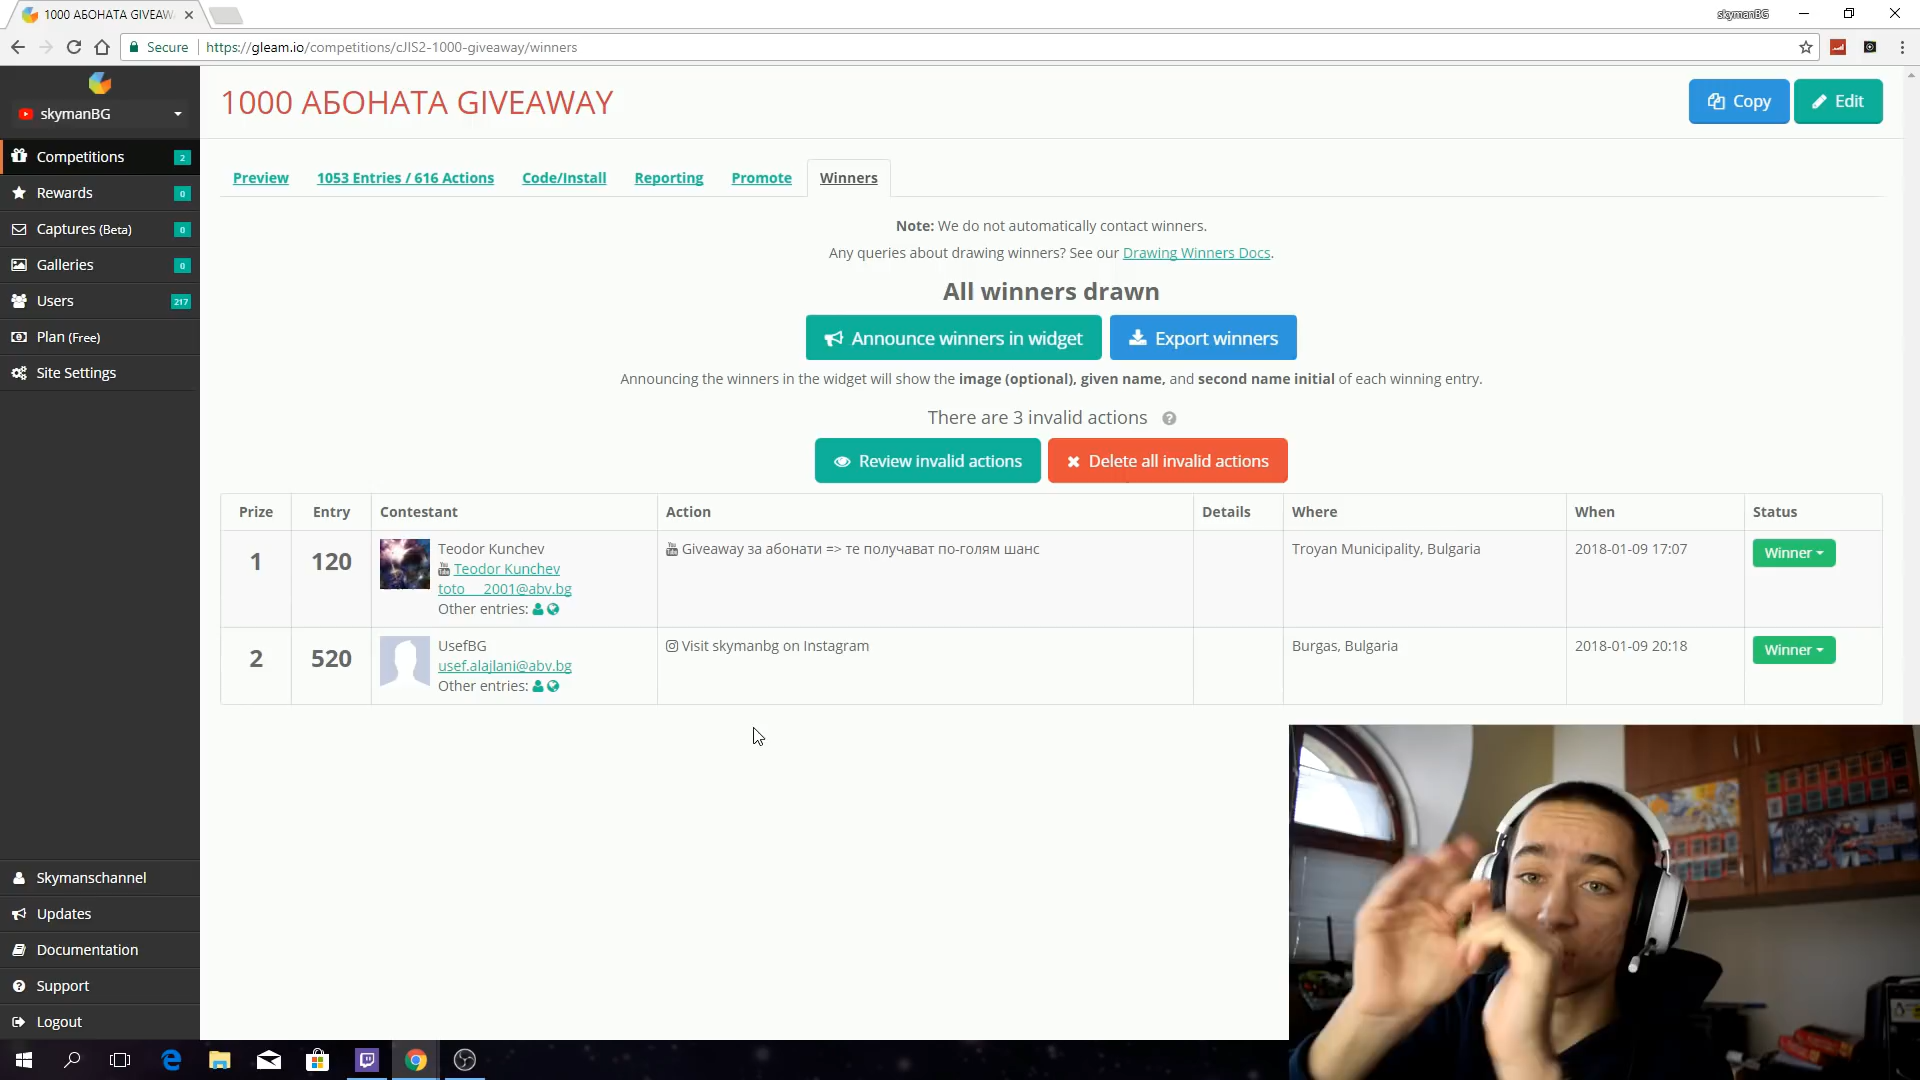 1000 АБОНАТА GIVEAW
skymanBG
Secure
https://gleam.io/competitions/cJIS2-1000-giveaway/winners
skymanBG
Competitions 2
Rewards 0
Captures (Beta) 0
Galleries 0
Users 217
Plan (Free)
Site Settings
Skymanschannel
Updates
Documentation
Support
Logout
1000 АБОНАТА GIVEAWAY
Copy
Edit
Preview
1053 Entries / 616 Actions
Code/Install
Reporting
Promote
Winners
Note: We do not automatically contact winners.
Any queries about drawing winners? See our Drawing Winners Docs.
All winners drawn
Announce winners in widget
Export winners
Announcing the winners in the widget will show the image (optional), given name, and second name initial of each winning entry.
There are 3 invalid actions ?
Review invalid actions
Delete all invalid actions
Prize Entry Contestant Action Details Where When Status
1 120 Teodor Kunchev Giveaway за абонати => те получават по-голям шанс Troyan Municipality, Bulgaria 2018-01-09 17:07 Winner
Teodor Kunchev
toto__2001@abv.bg
Other entries:
2 520 UsefBG Visit skymanbg on Instagram Burgas, Bulgaria 2018-01-09 20:18 Winner
usef.alajlani@abv.bg
Other entries: